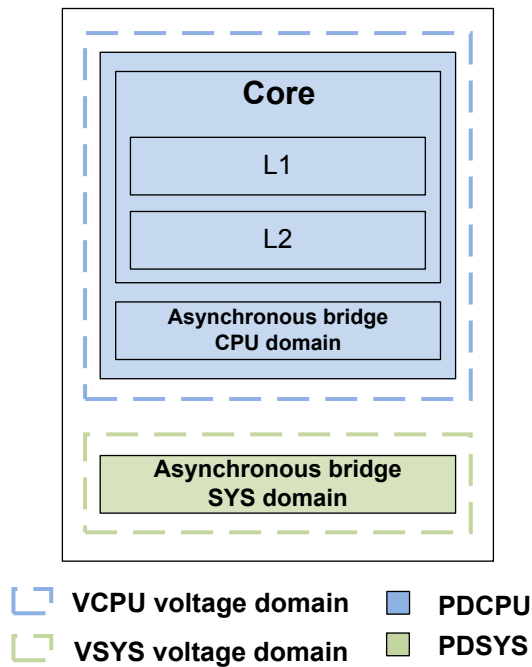 Core
L1
L2
Asynchronous bridge
CPU domain
Asynchronous bridge
SYS domain
VCPU voltage domain
PDCPU
VSYS voltage domain
PDSYS